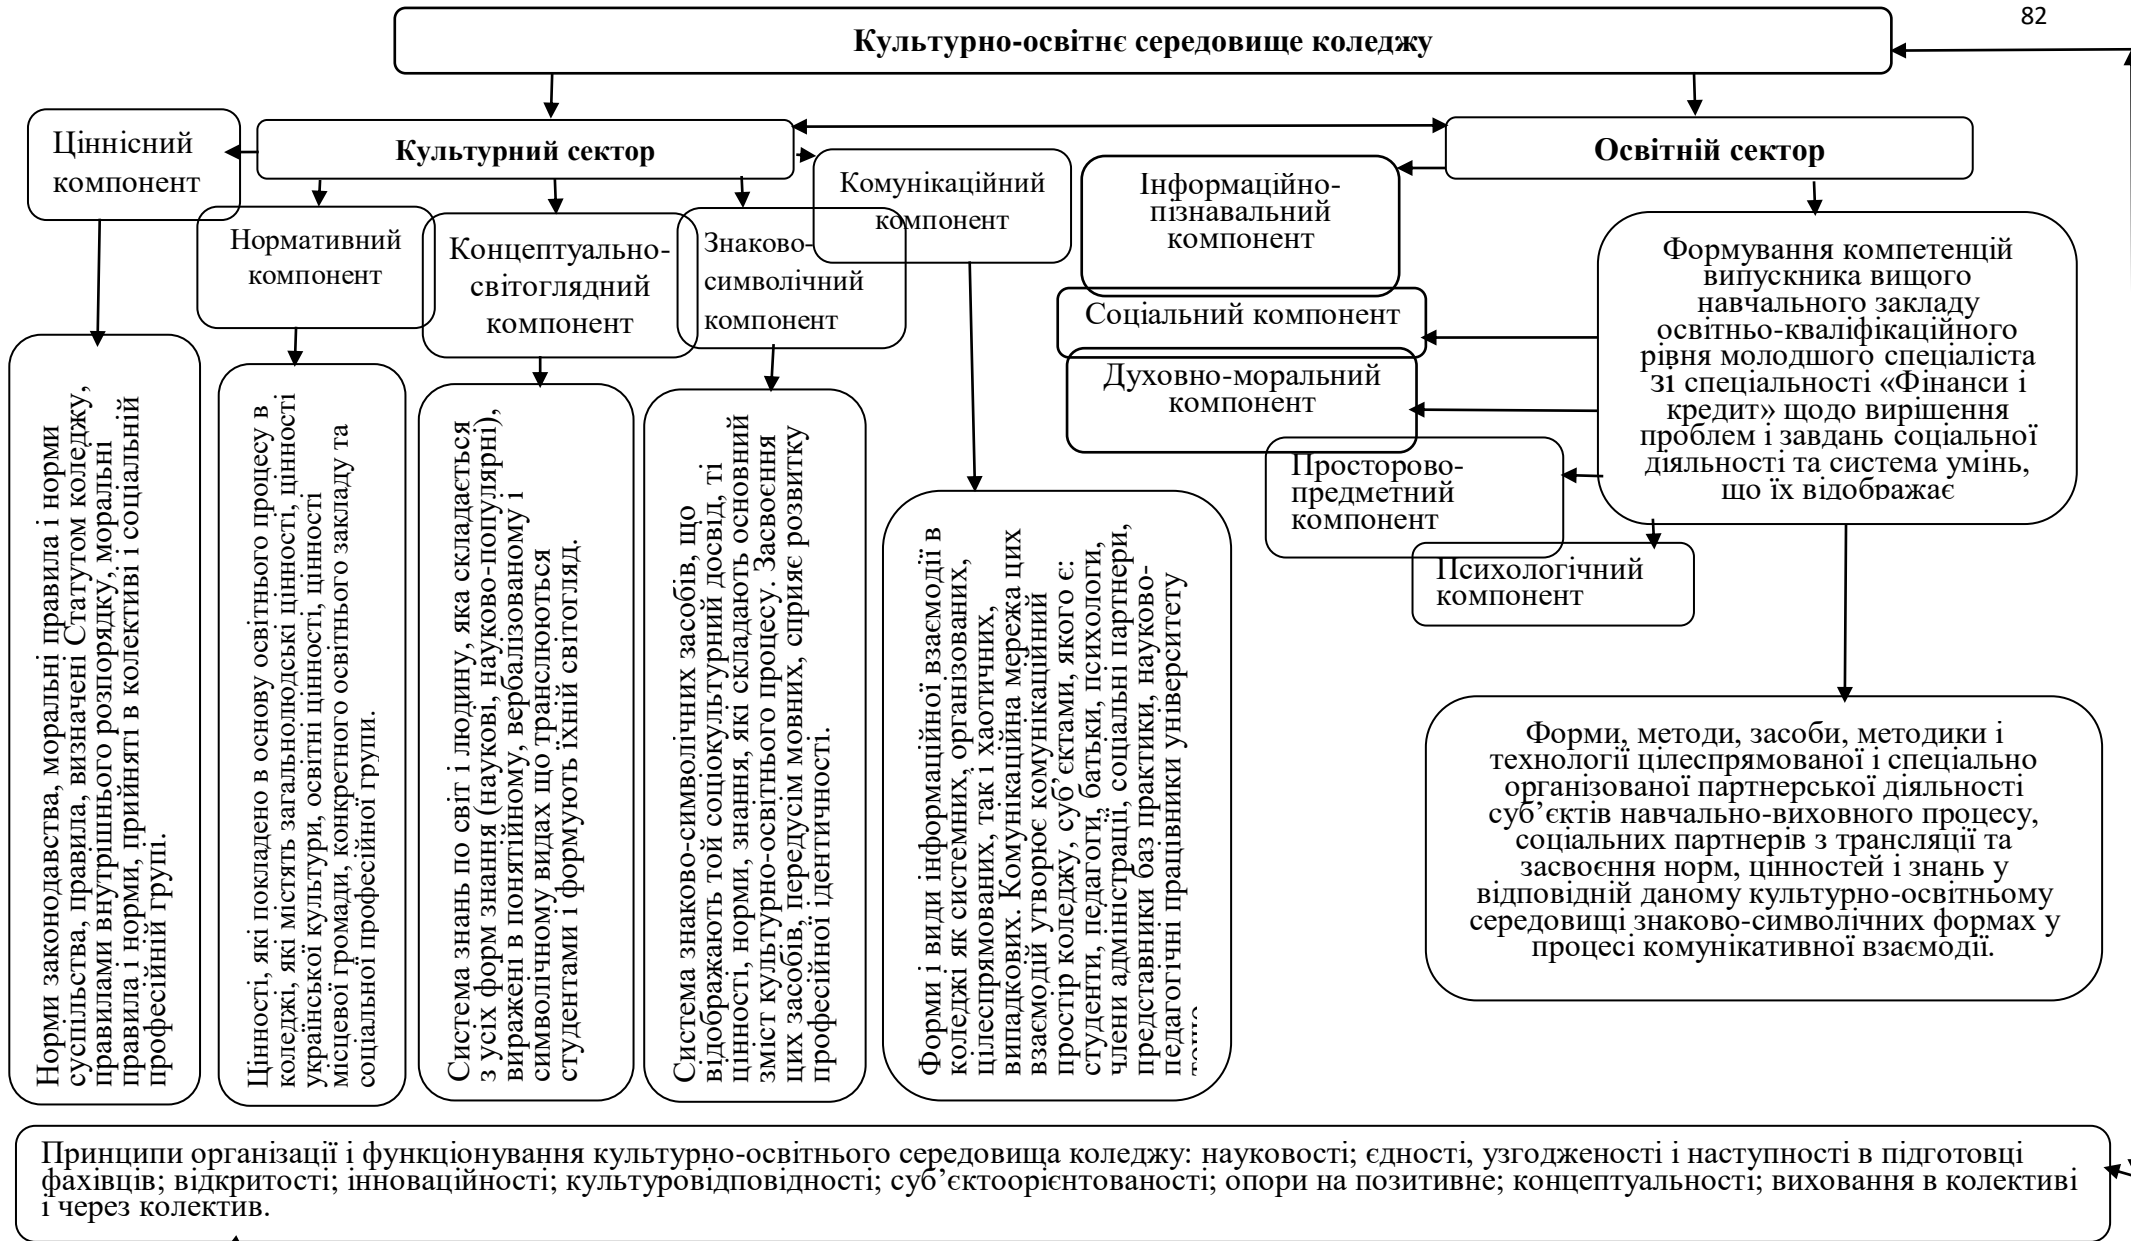 82
Культурно-освітнє середовище коледжу
Ціннісний
компонент
Культурний сектор
Освітній сектор
Комунікаційний
компонент
Інформаційно-
пізнавальний
компонент
Нормативний
компонент
Концептуально-
світоглядний
компонент
Знаково-
символічний
компонент
Формування компетенцій
випускника вищого
навчального закладу
освітньо-кваліфікаційного
рівня молодшого спеціаліста
зі спеціальності «Фінанси і
кредит» щодо вирішення
проблем і завдань соціальної
діяльності та система умінь,
що їх відображає
Соціальний компонент
Духовно-моральний
компонент
Просторово-
предметний
компонент
Психологічний
компонент
Норми законодавства, моральні правила і норми
суспільства, правила, визначені Статутом коледжу,
правилами внутрішнього розпорядку, моральні
правила і норми, прийняті в колективі і соціальній
професійній групі.
Цінності, які покладено в основу освітнього процесу в
коледжі, які містять загальнолюдські цінності, цінності
української культури, освітні цінності, цінності
місцевої громади, конкретного освітнього закладу та
соціальної професійної групи.
Система знань по світ і людину, яка складається
з усіх форм знання (наукові, науково-популярні),
виражені в понятійному, вербалізованому і
символічному видах що транслюються
студентами і формують їхній світогляд.
Система знаково-символічних засобів, що
відображають той соціокультурний досвід, ті
цінності, норми, знання, які складають основний
зміст культурно-освітнього процесу. Засвоєння
цих засобів, передусім мовних, сприяє розвитку
професійної ідентичності.
Форми і види інформаційної взаємодії в
коледжі як системних, організованих,
цілеспрямованих, так і хаотичних,
випадкових. Комунікаційна мережа цих
взаємодій утворює комунікаційний
простір коледжу, суб’єктами, якого є:
студенти, педагоги, батьки, психологи,
члени адміністрації, соціальні партнери,
представники баз практики, науково-
педагогічні працівники університету
Форми, методи, засоби, методики і
технології цілеспрямованої і спеціально
організованої партнерської діяльності
суб’єктів навчально-виховного процесу,
соціальних партнерів з трансляції та
засвоєння норм, цінностей і знань у
відповідній даному культурно-освітньому
середовищі знаково-символічних формах у
процесі комунікативної взаємодії.
Принципи організації і функціонування культурно-освітнього середовища коледжу: науковості; єдності, узгодженості і наступності в підготовці
фахівців; відкритості; інноваційності; культуровідповідності; суб’єктоорієнтованості; опори на позитивне; концептуальності; виховання в колективі
і через колектив.